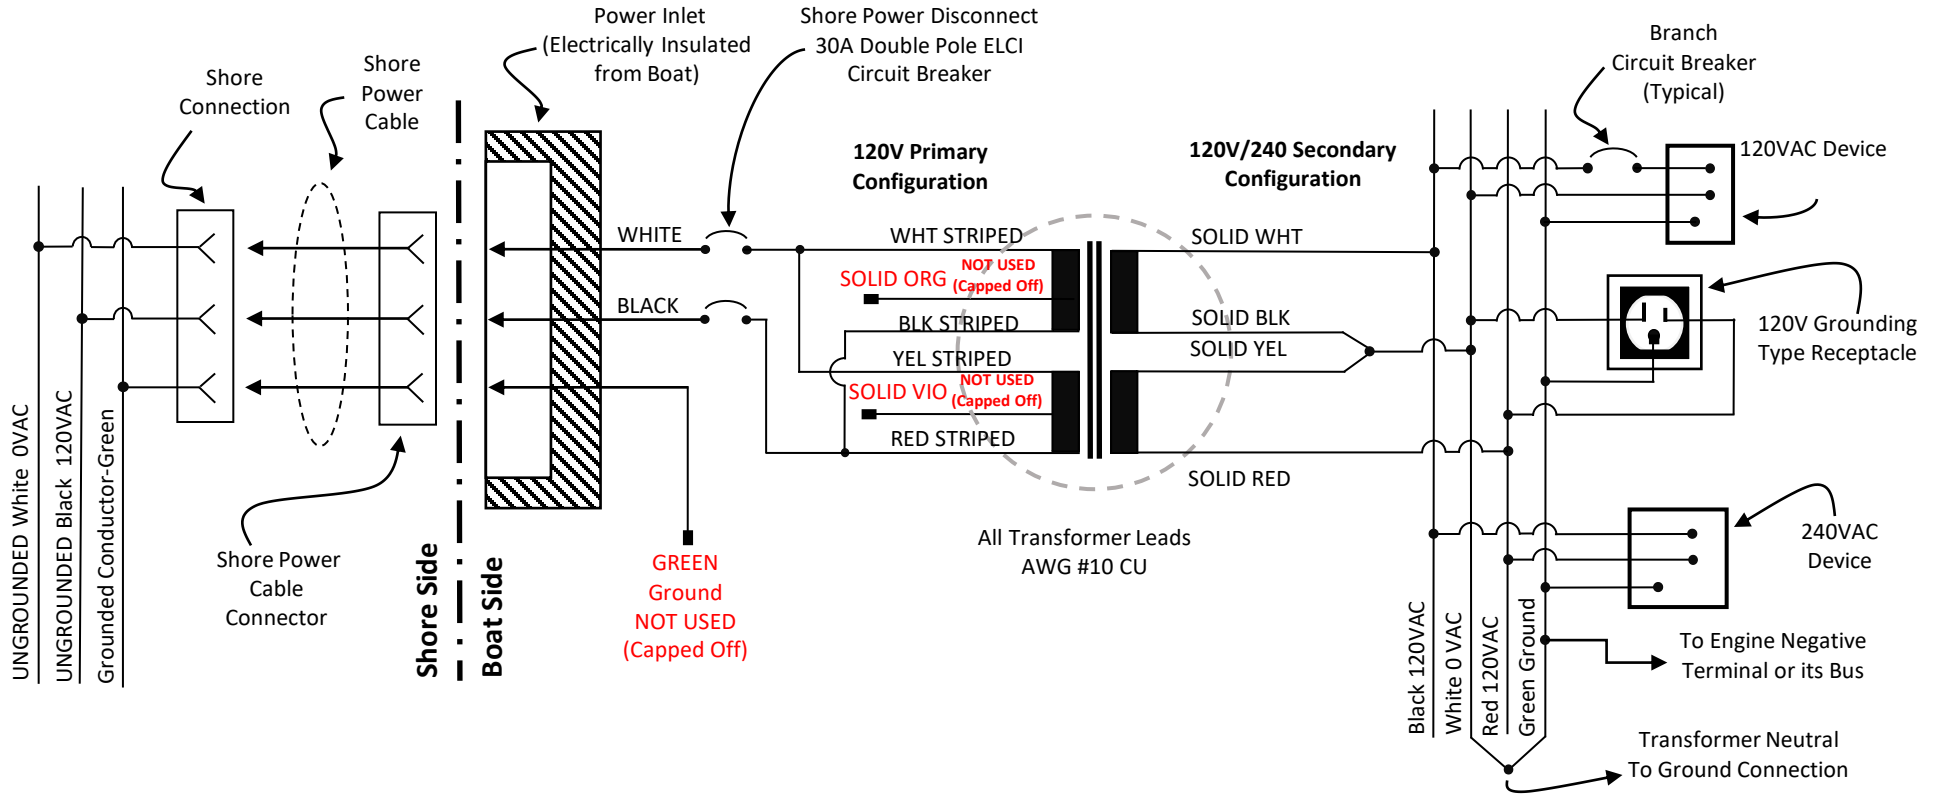 Power Inlet
(Electrically Insulated
from Boat)
Shore Power Disconnect
30A Double Pole ELCI
Circuit Breaker
Branch
Circuit Breaker
(Typical)
Shore
Connection
Shore
Power
Cable
120V Primary
Configuration
120V/240 Secondary
Configuration
120VAC Device
WHITE
WHT STRIPED
SOLID WHT
NOT USED
(Capped Off)
SOLID ORG
BLACK
BLK STRIPED
SOLID BLK
YEL STRIPED
SOLID YEL
NOT USED
(Capped Off)
SOLID VIO
RED STRIPED
SOLID RED
120V Grounding
Type Receptacle
UNGROUNDED White 0VAC
UNGROUNDED Black 120VAC
Grounded Conductor-Green
Shore Power
Cable
Connector
Shore Side
Boat Side
GREEN
Ground
NOT USED
(Capped Off)
All Transformer Leads
AWG #10 CU
240VAC
Device
Black 120VAC
White 0 VAC
Red 120VAC
Green Ground
To Engine Negative
Terminal or its Bus
Transformer Neutral
To Ground Connection